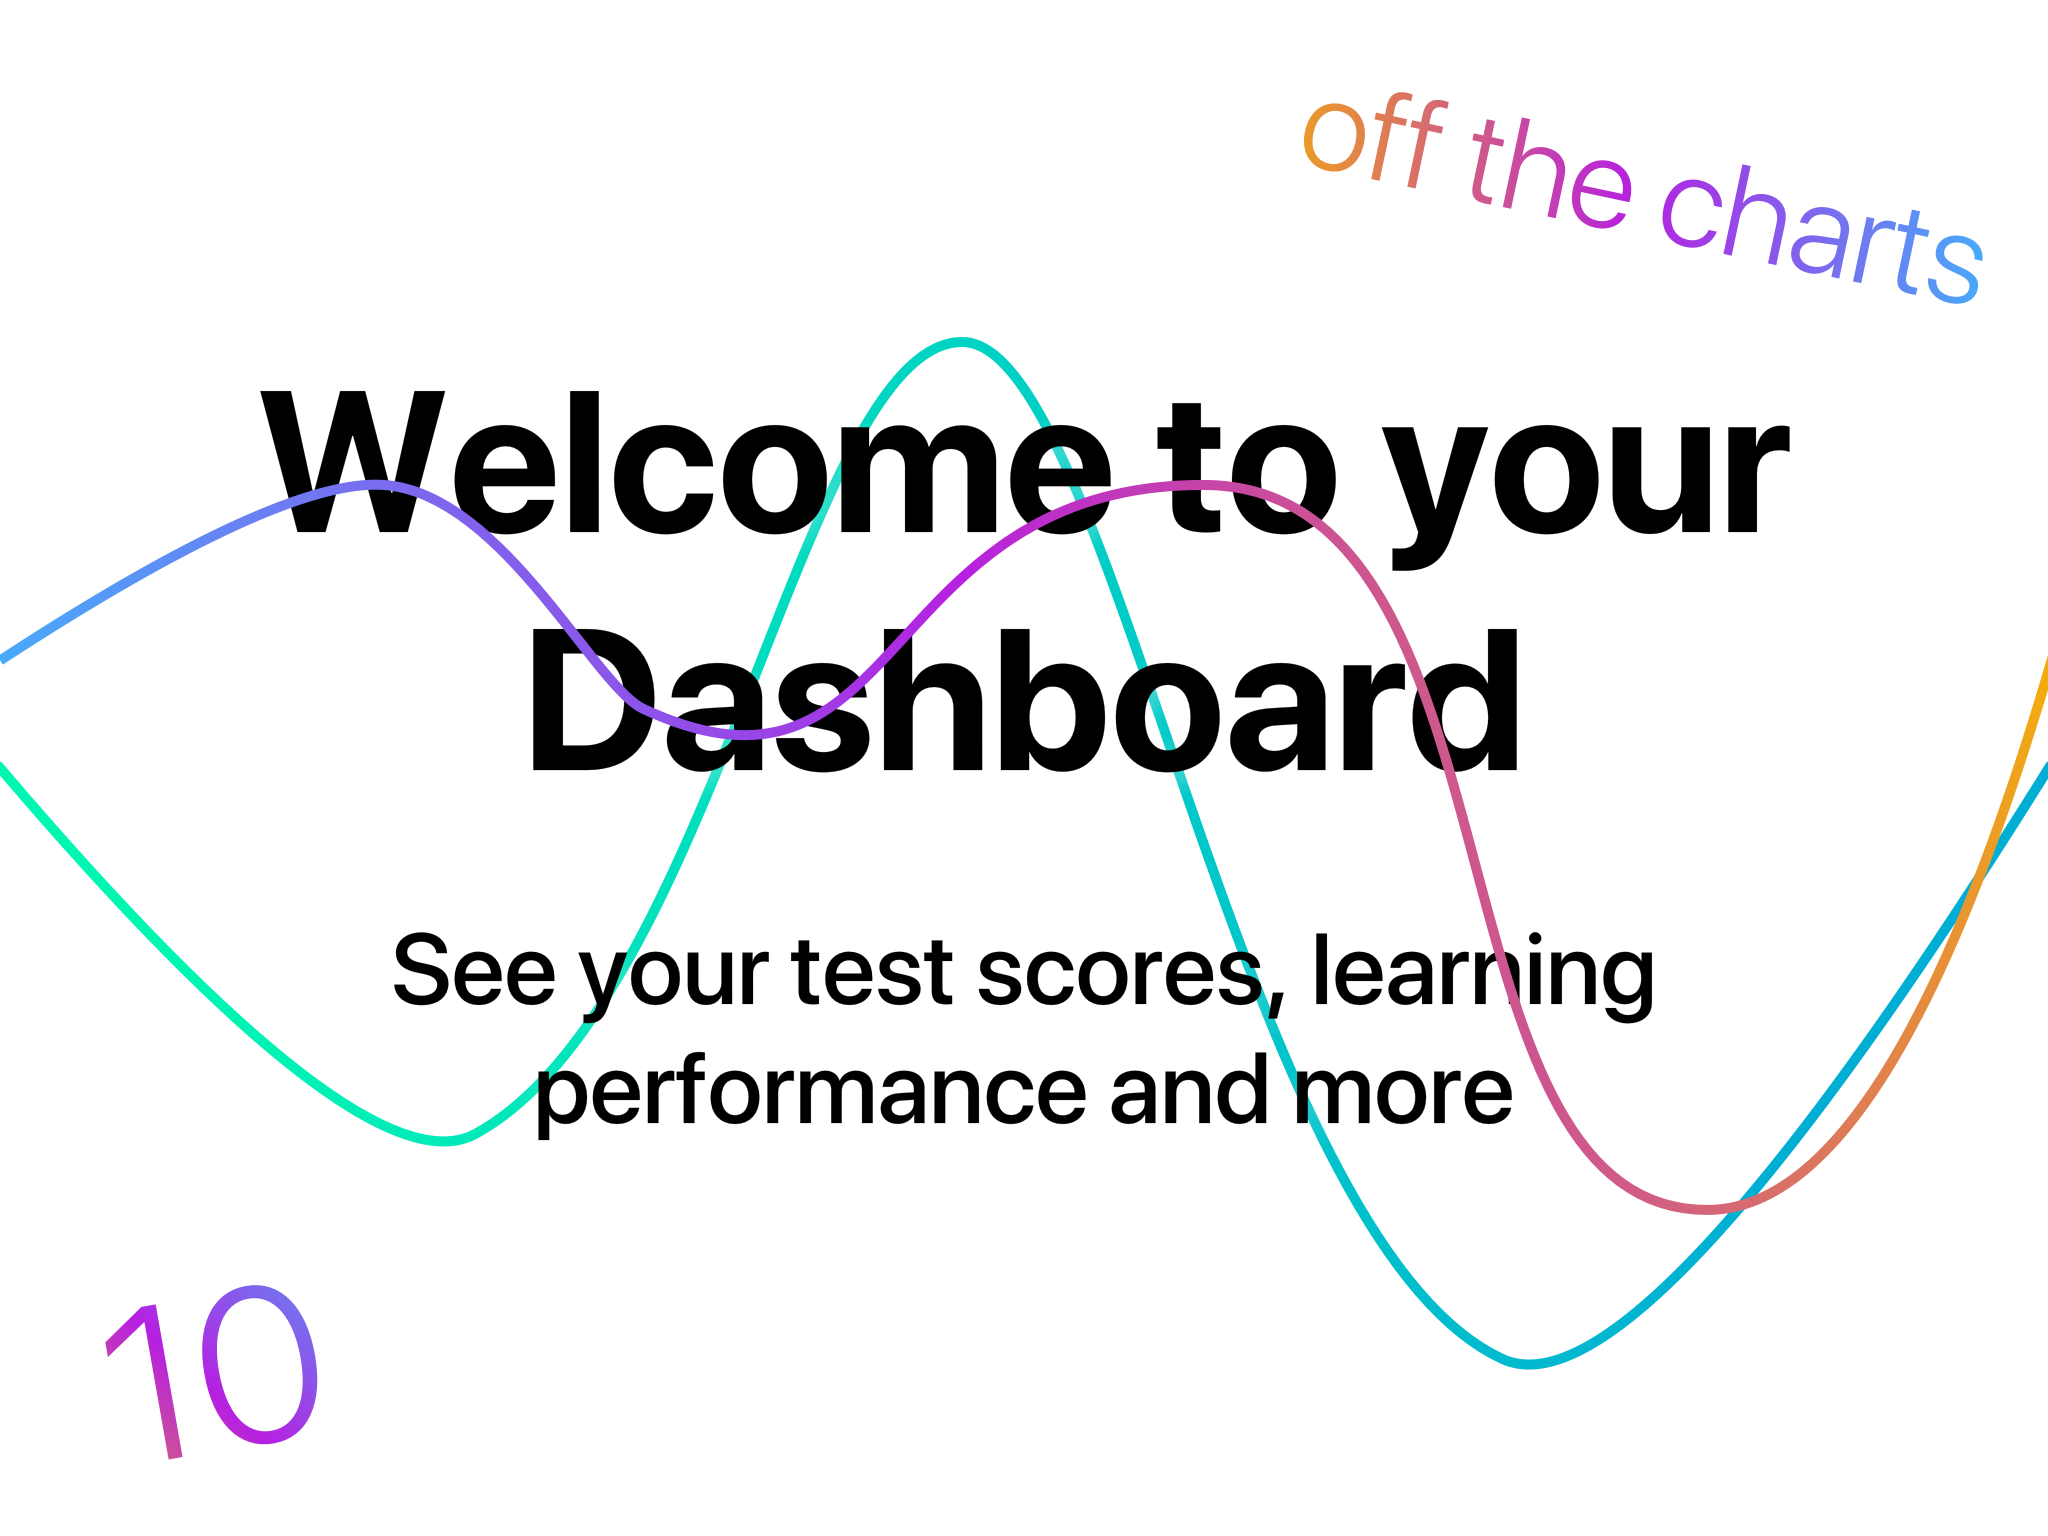 off the charts
Welcome to your
Dashboard
See your test scores, learning
performance and more
10